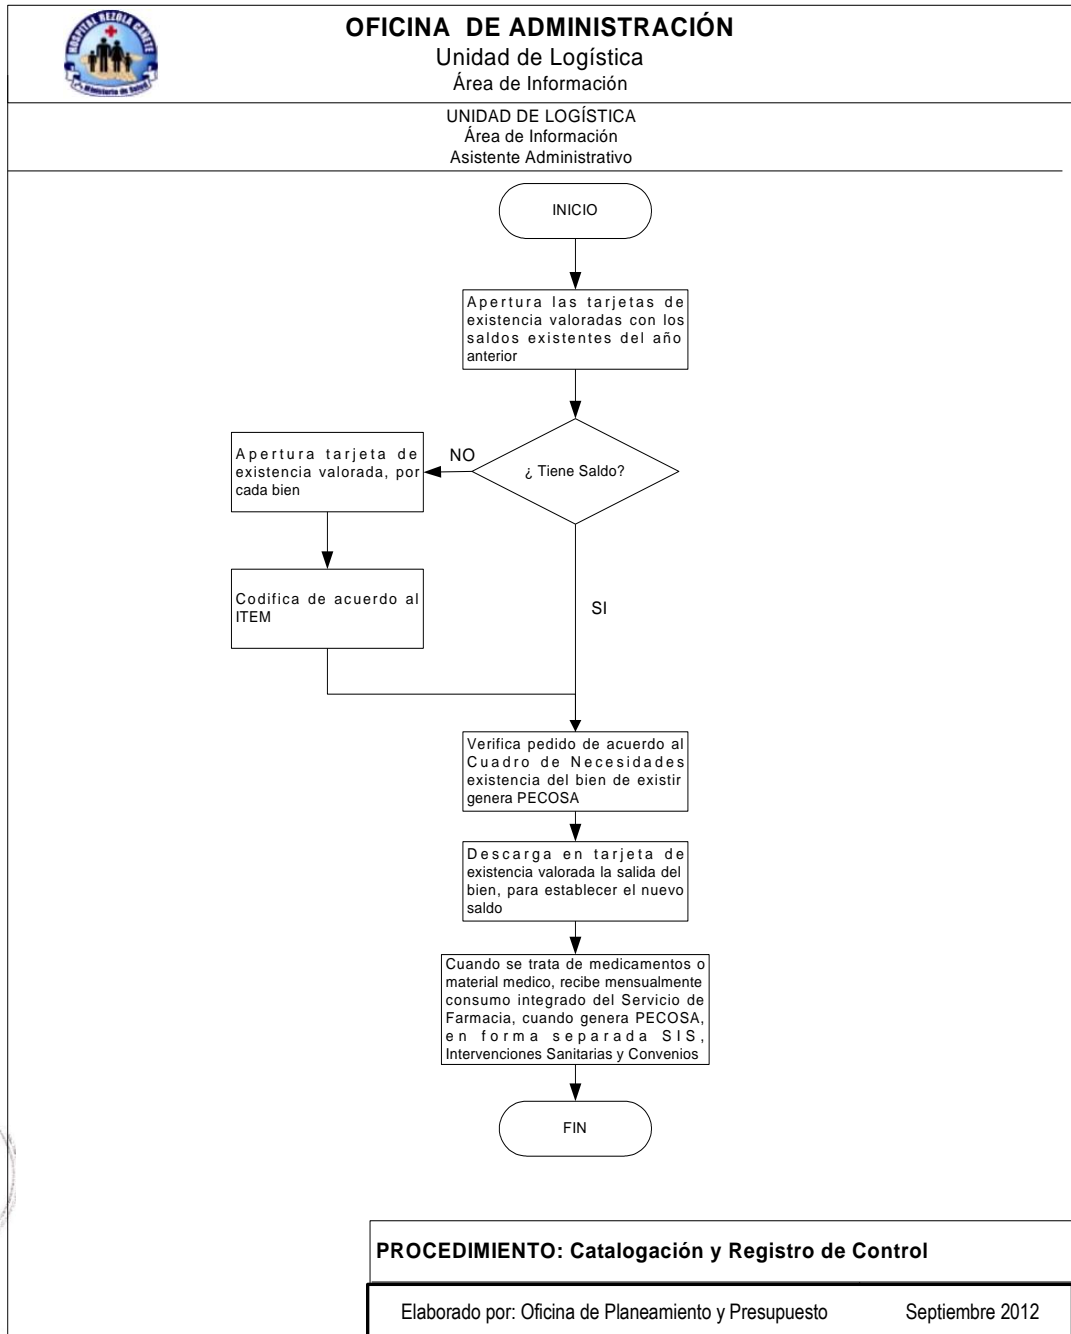 HOSPITAL REZOLA CAÑETE
Ministerio de Salud
OFICINA DE ADMINISTRACIÓN
Unidad de Logística
Área de Información
UNIDAD DE LOGÍSTICA
Área de Información
Asistente Administrativo
INICIO
Apertura las tarjetas de
existencia valoradas con los
saldos existentes del año
anterior
¿ Tiene Saldo?
NO
Apertura tarjeta de
existencia valorada, por
cada bien
Codifica de acuerdo al
ITEM
SI
Verifica pedido de acuerdo al
Cuadro de Necesidades
existencia del bien de existir
genera PECOSA
Descarga en tarjeta de
existencia valorada la salida del
bien, para establecer el nuevo
saldo
Cuando se trata de medicamentos o
material medico, recibe mensualmente
consumo integrado del Servicio de
Farmacia, cuando genera PECOSA,
en forma separada SIS,
Intervenciones Sanitarias y Convenios
FIN
PROCEDIMIENTO: Catalogación y Registro de Control
Elaborado por: Oficina de Planeamiento y Presupuesto Septiembre 2012